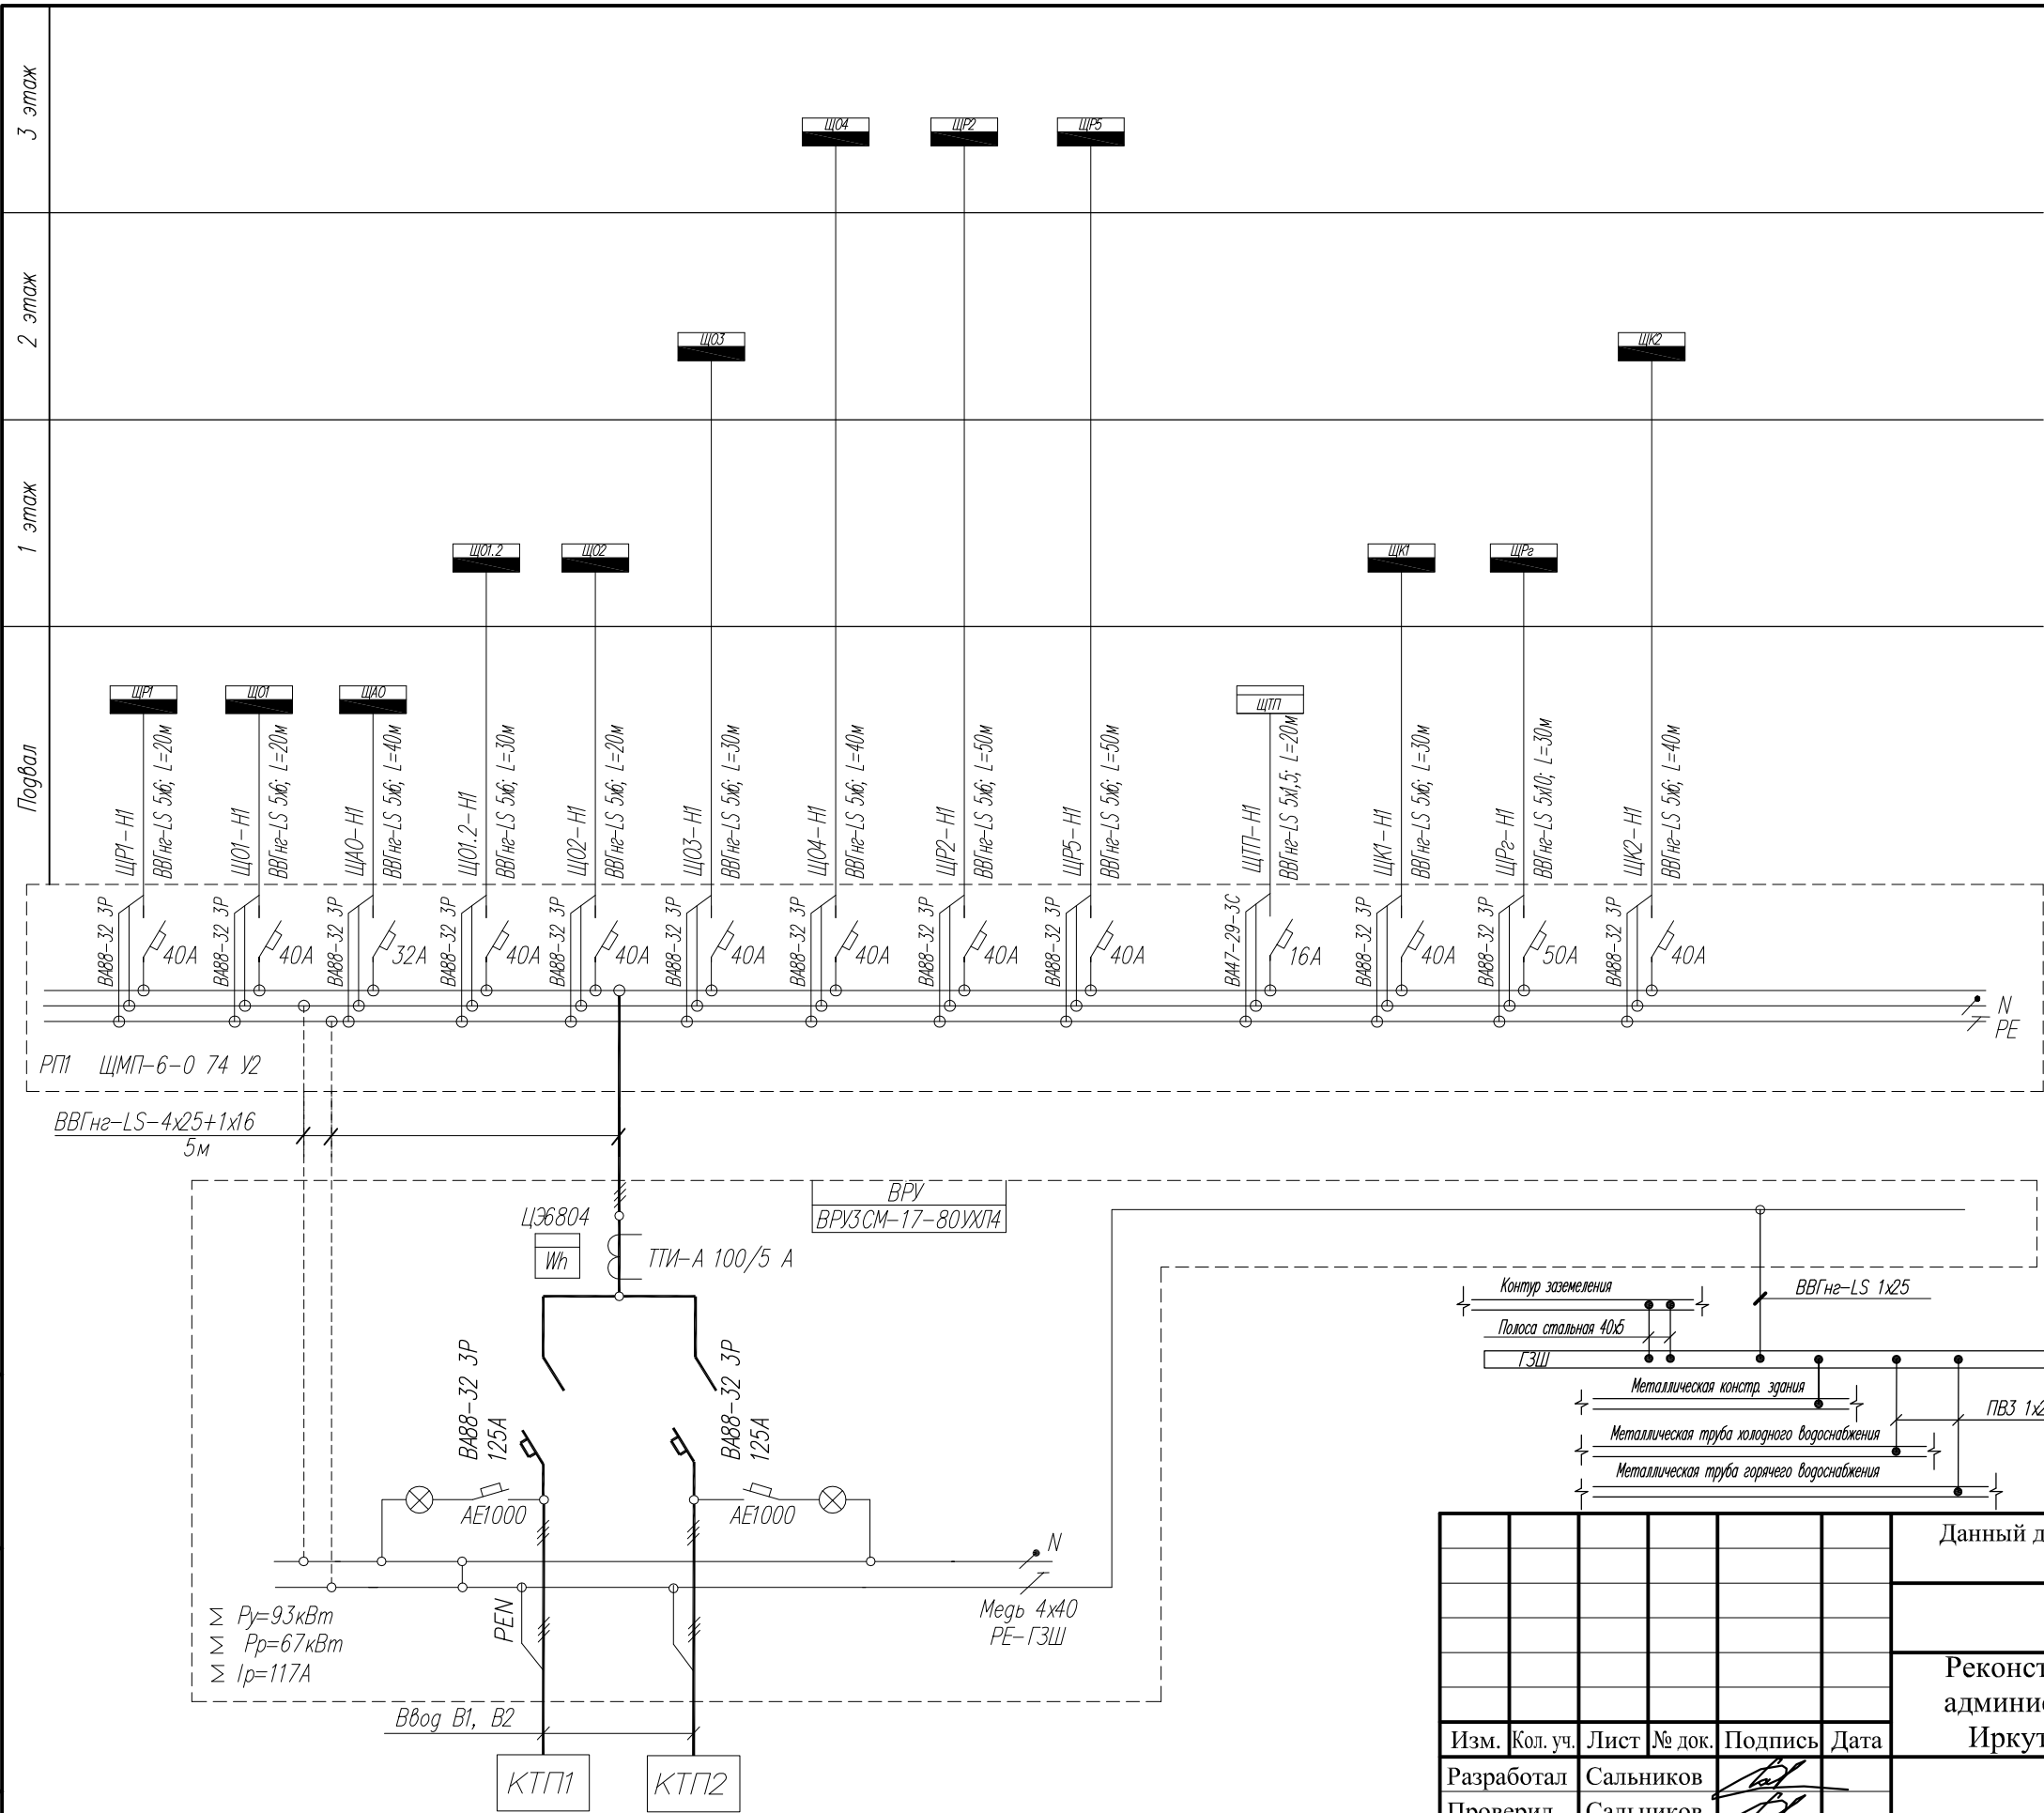 3 этаж
ЩО4
ЩР2
ЩР5
2 этаж
ЩО3
ЩК2
1 этаж
ЩО1.2
ЩО2
ЩК1
ЩРг
Подвал
ЩР1
ЩО1
ЩАО
ЩТП
ЩР1-Н1
ВВГнг-LS 5х6; L=20м
ЩО1-Н1
ВВГнг-LS 5х6; L=20м
ЩАО-Н1
ВВГнг-LS 5х6; L=40м
ЩО1.2-Н1
ВВГнг-LS 5х6; L=30м
ЩО2-Н1
ВВГнг-LS 5х6; L=20м
ЩО3-Н1
ВВГнг-LS 5х6; L=30м
ЩО4-Н1
ВВГнг-LS 5х6; L=40м
ЩР2-Н1
ВВГнг-LS 5х6; L=50м
ЩР5-Н1
ВВГнг-LS 5х6; L=50м
ЩТП-Н1
ВВГнг-LS 5х1,5; L=20м
ЩК1-Н1
ВВГнг-LS 5х6; L=30м
ЩРг-Н1
ВВГнг-LS 5х10; L=30м
ЩК2-Н1
ВВГнг-LS 5х6; L=40м
ВА88-32 3Р
40А
ВА88-32 3Р
40А
ВА88-32 3Р
32А
ВА88-32 3Р
40А
ВА88-32 3Р
40А
ВА88-32 3Р
40А
ВА88-32 3Р
40А
ВА88-32 3Р
40А
ВА88-32 3Р
40А
ВА47-29-3С
16А
ВА88-32 3Р
40А
ВА88-32 3Р
50А
ВА88-32 3Р
40А
N
PE
РП1 ЩМП-6-0 74 У2
ВВГнг-LS-4х25+1х16
5м
ВРУ
ВРУ3СМ-17-80УХЛ4
ЦЭ6804
Wh
ТТИ-А 100/5 А
ВА88-32 3Р
125А
ВА88-32 3Р
125А
АЕ1000
АЕ1000
N
PEN
Медь 4х40
РЕ-ГЗШ
Σ Ру=93кВт
Σ Рр=67кВт
Σ Iр=117А
Ввод В1, В2
КТП1
КТП2
Контур заземеления
ВВГнг-LS 1х25
Полоса стальная 40х5
ГЗШ
Металлическая констр. здания
ПВ3 1х2
Металлическая труба холодного водоснабжения
Металлическая труба горячего водоснабжения
Данный д
Реконст
админис
Иркут
Изм. Кол. уч. Лист № док. Подпись Дата
Разработал Сальников
Проверил Сальников